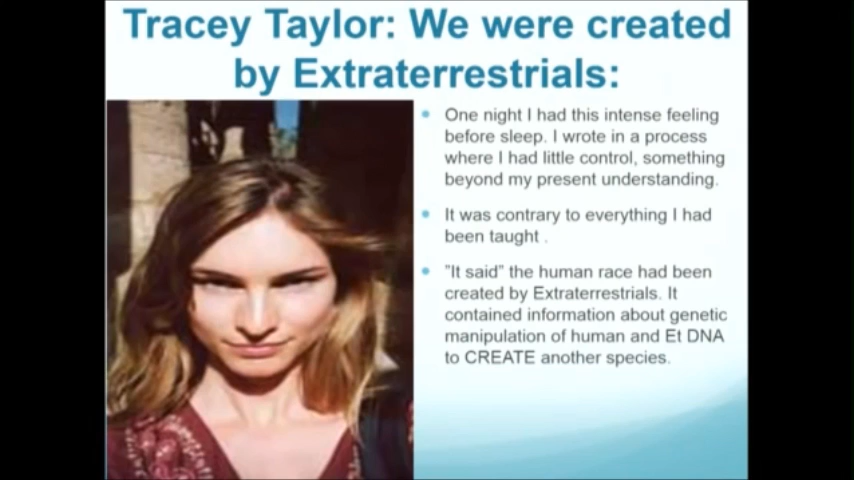 Tracey Taylor: We were created
by Extraterrestrials:
One night I had this intense feeling
before sleep. I wrote in a process
where I had little control, something
beyond my present understanding.
It was contrary to everything I had
been taught .
"It said" the human race had been
created by Extraterrestrials. It
contained information about genetic
manipulation of human and Et DNA
to CREATE another species.